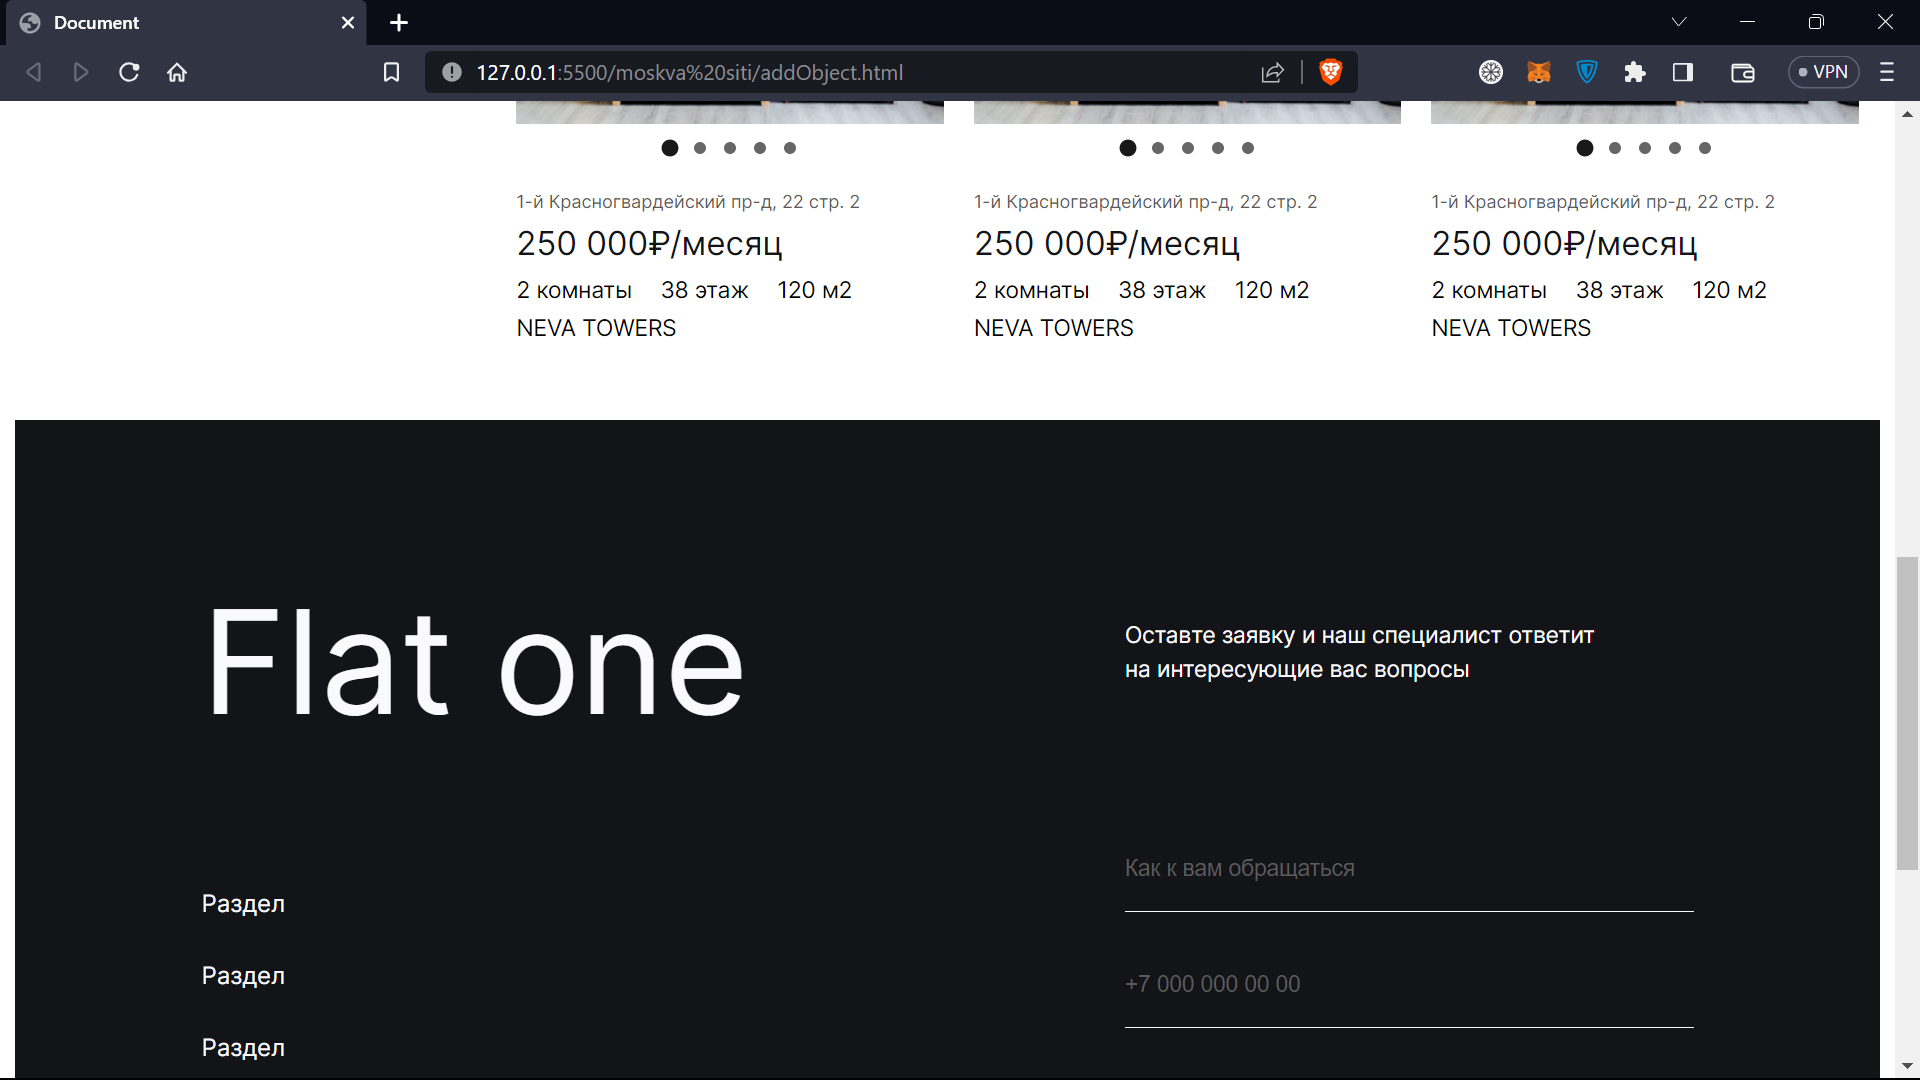 Document
127.0.0.1:5500/moskva%20siti/addObject.html
VPN
1-й Красногвардейский пр-д, 22 стр. 2
250 000₽/месяц
2 комнаты 38 этаж 120 м2
NEVA TOWERS
1-й Красногвардейский пр-д, 22 стр. 2
250 000₽/месяц
2 комнаты 38 этаж 120 м2
NEVA TOWERS
1-й Красногвардейский пр-д, 22 стр. 2
250 000₽/месяц
2 комнаты 38 этаж 120 м2
NEVA TOWERS
Flat one
Раздел
Раздел
Раздел
Оставте заявку и наш специалист ответит
на интересующие вас вопросы
Как к вам обращаться
+7 000 000 00 00